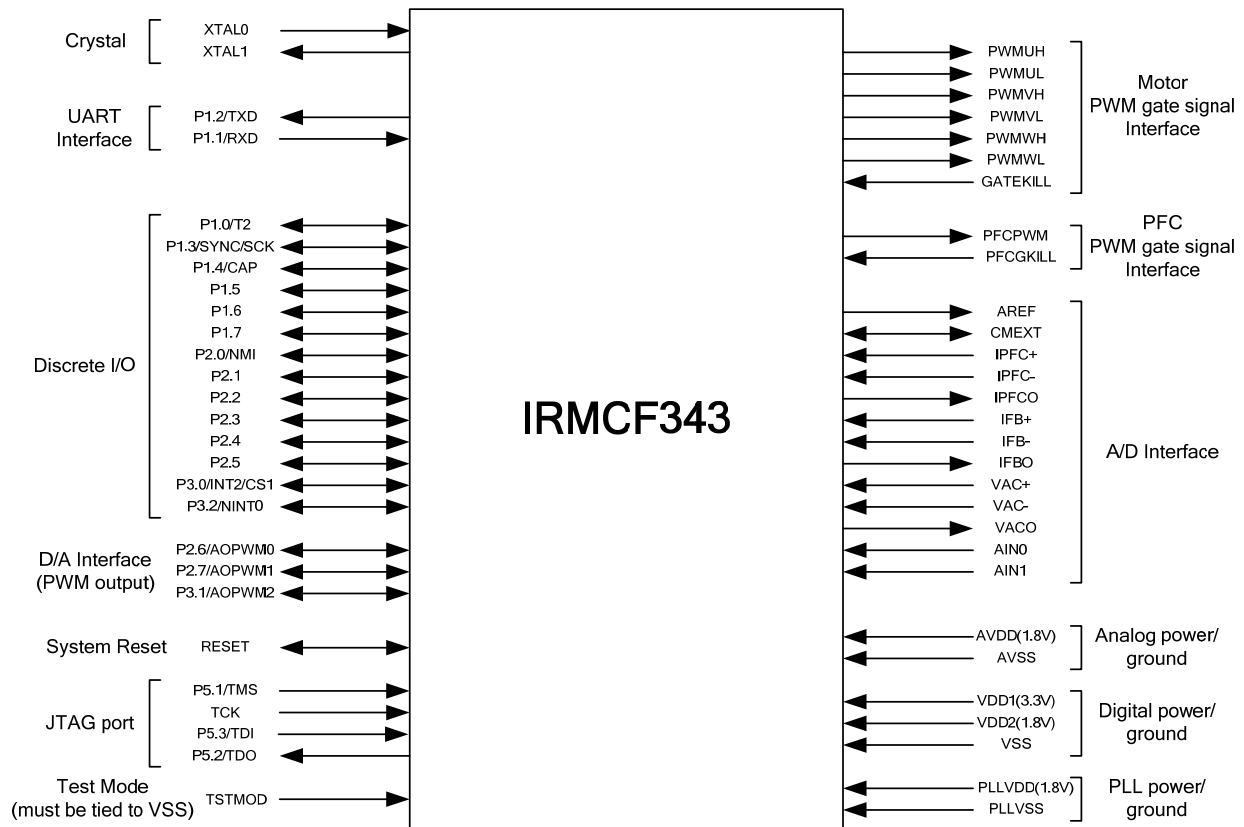 Crystal
XTAL0
XTAL1
UART
Interface
P1.2/TXD
P1.1/RXD
Discrete I/O
P1.0/T2
P1.3/SYNC/SCK
P1.4/CAP
P1.5
P1.6
P1.7
P2.0/NMI
P2.1
P2.2
P2.3
P2.4
P2.5
P3.0/INT2/CS1
P3.2/NINT0
D/A Interface
(PWM output)
P2.6/AOPWM0
P2.7/AOPWM1
P3.1/AOPWM2
System Reset
RESET
JTAG port
P5.1/TMS
TCK
P5.3/TDI
P5.2/TDO
Test Mode
(must be tied to VSS)
TSTMOD
IRMCF343
PWMUH
PWMUL
PWMVH
PWMVL
PWMWH
PWMWL
GATEKILL
Motor
PWM gate signal
Interface
PFCPWM
PFCGKILL
PFC
PWM gate signal
Interface
AREF
CMEXT
IPFC+
IPFC-
IPFCO
IFB+
IFB-
IFBO
VAC+
VAC-
VACO
AIN0
AIN1
A/D Interface
AVDD(1.8V)
AVSS
Analog power/
ground
VDD1(3.3V)
VDD2(1.8V)
VSS
Digital power/
ground
PLLVDD(1.8V)
PLLVSS
PLL power/
ground